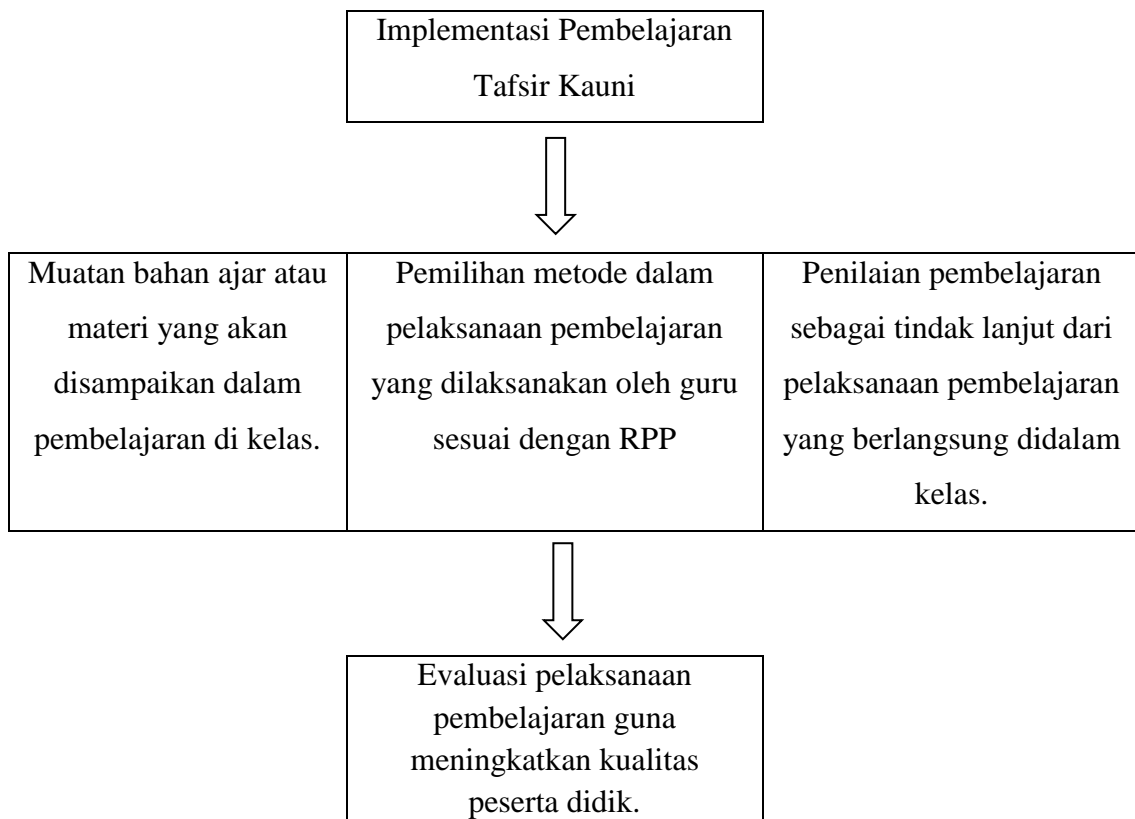 Implementasi Pembelajaran
Tafsir Kauni
Muatan bahan ajar atau
materi yang akan
disampaikan dalam
pembelajaran di kelas.
Pemilihan metode dalam
pelaksanaan pembelajaran
yang dilaksanakan oleh guru
sesuai dengan RPP
Penilaian pembelajaran
sebagai tindak lanjut dari
pelaksanaan pembelajaran
yang berlangsung didalam
kelas.
Evaluasi pelaksanaan
pembelajaran guna
meningkatkan kualitas
peserta didik.